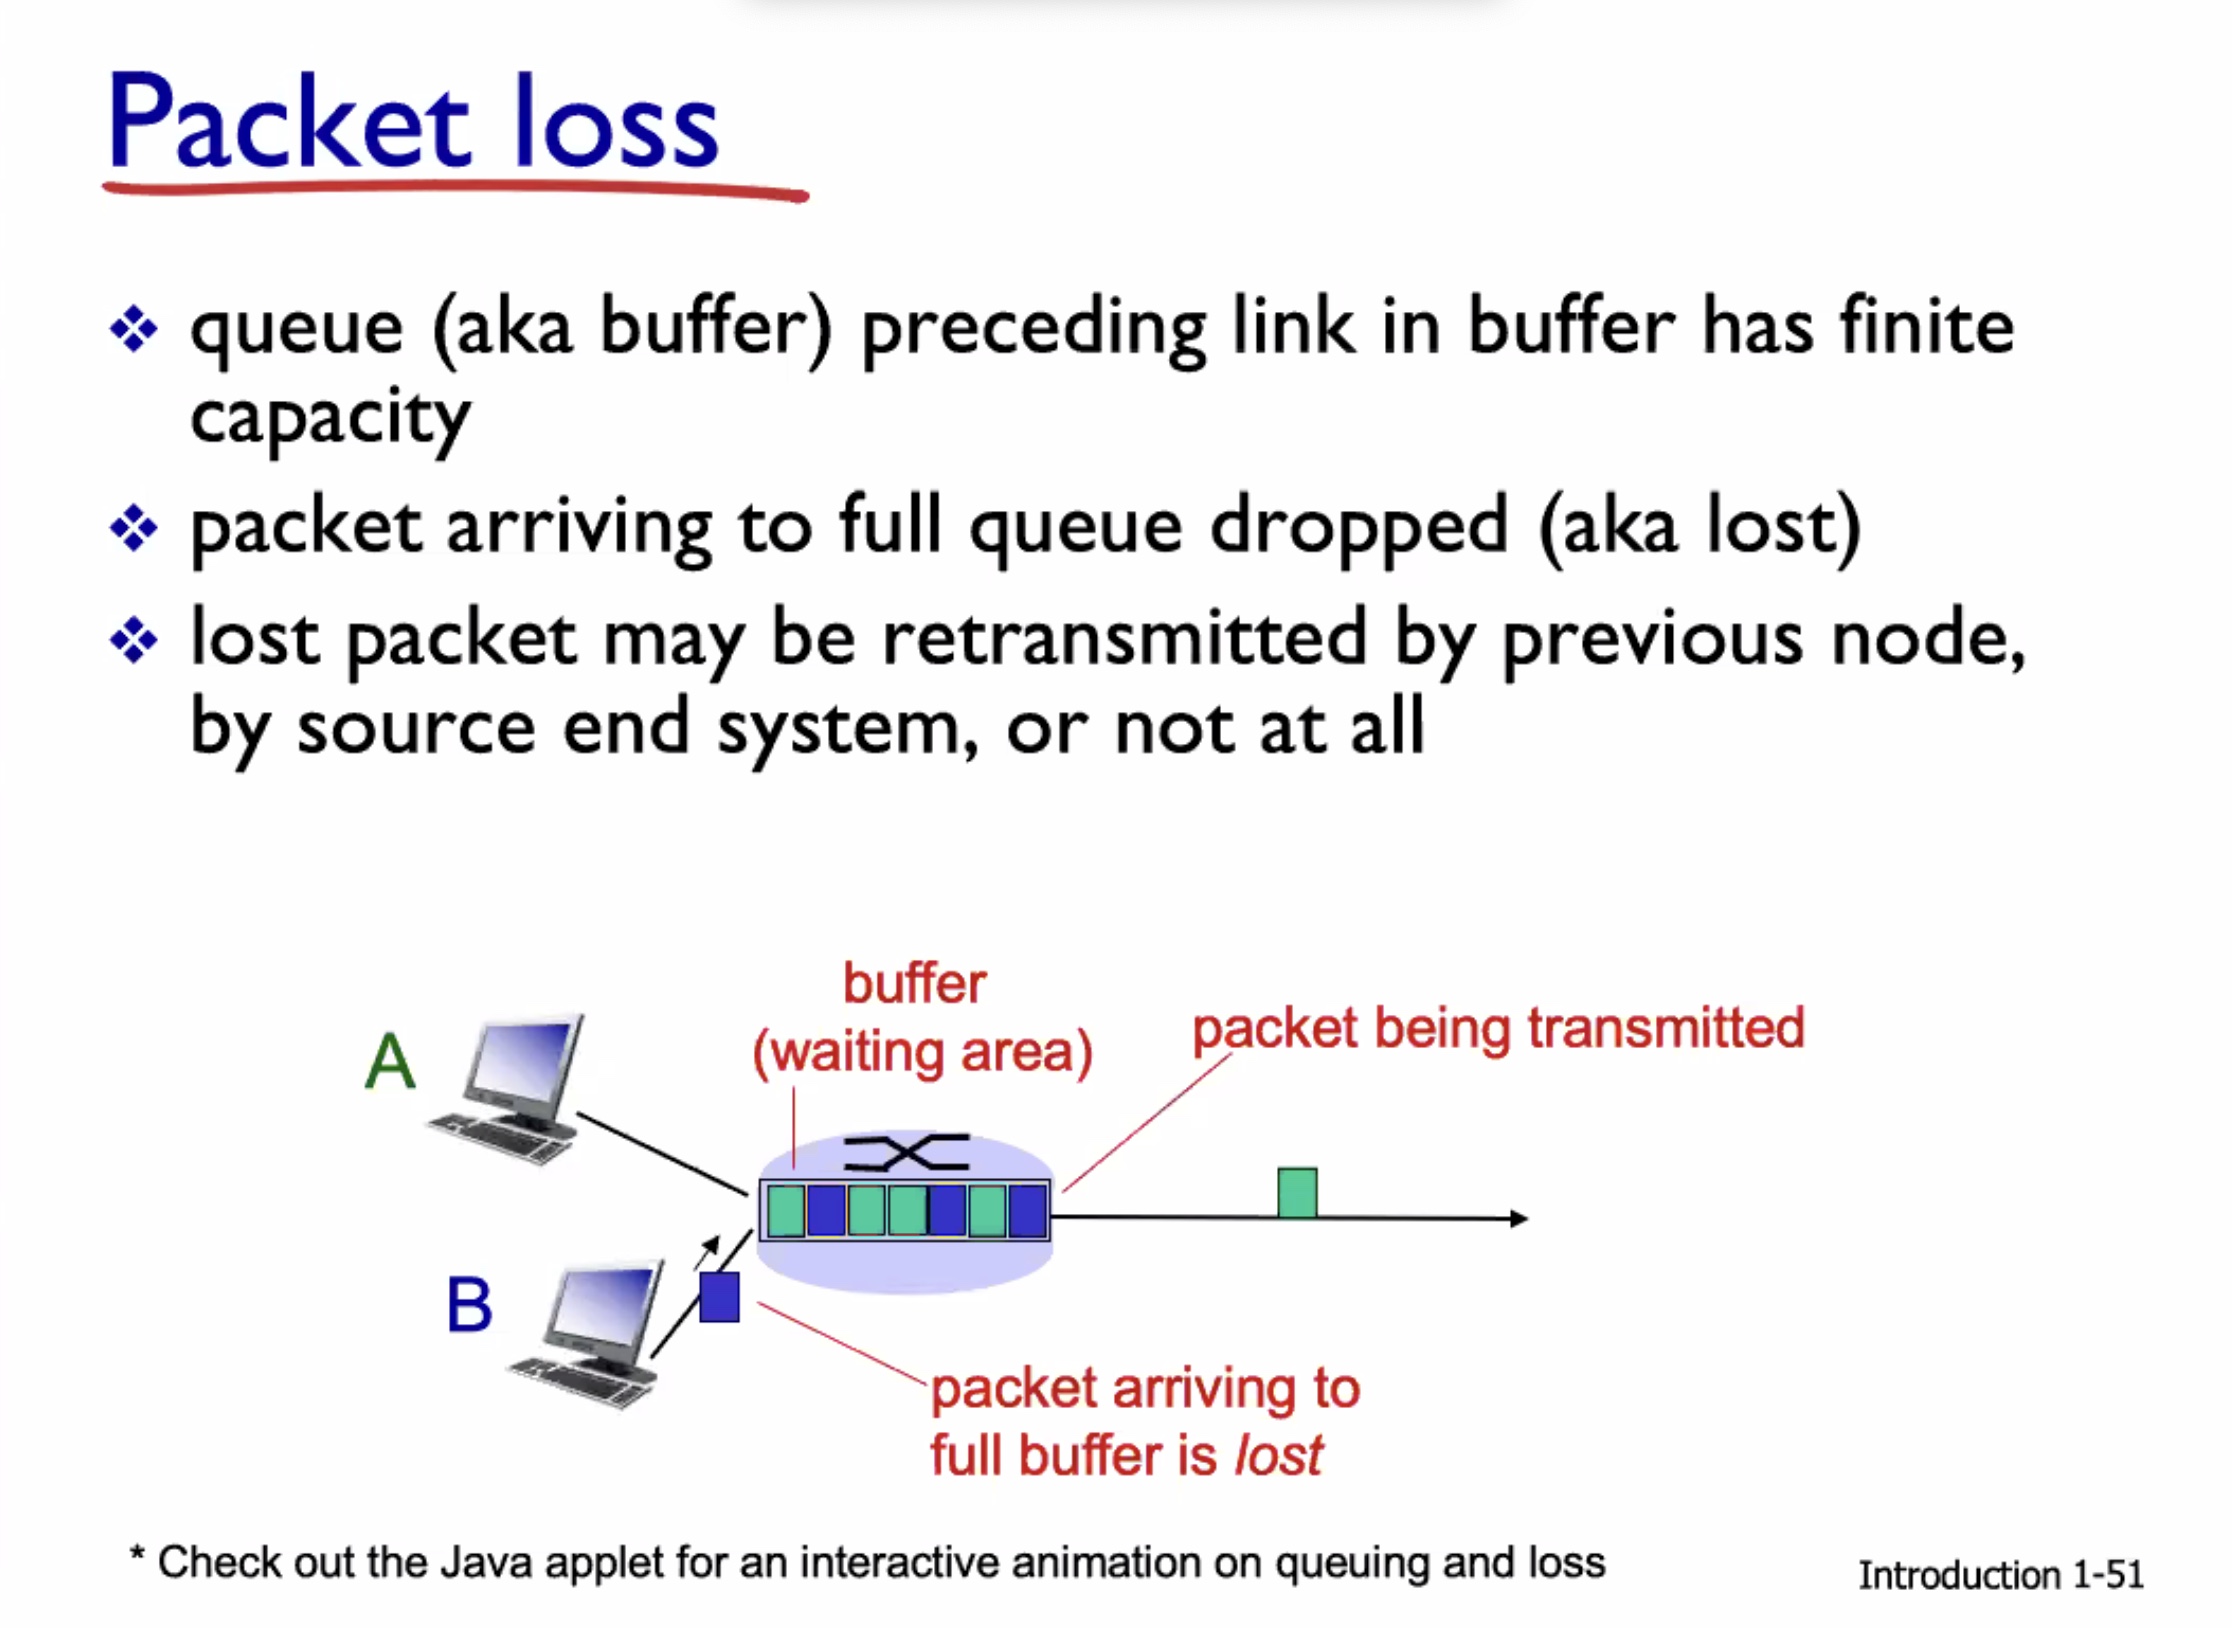 Packet loss
❖ queue (aka buffer) preceding link in buffer has finite
capacity
❖ packet arriving to full queue dropped (aka lost)
❖ lost packet may be retransmitted by previous node,
by source end system, or not at all
buffer
(waiting area)
packet being transmitted
A
B
packet arriving to
full buffer is lost
* Check out the Java applet for an interactive animation on queuing and loss
Introduction 1-51